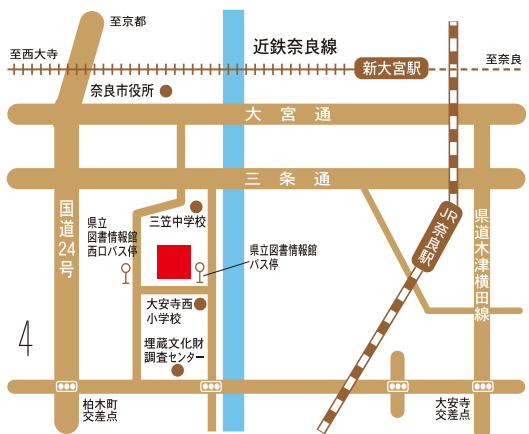 至京都
至西大寺
近鉄奈良線
新大宮駅
至奈良
奈良市役所
大宮通
三条通
国道24号
県立
図書情報館
西口バス停
三笠中学校
県立図書情報館
バス停
JR奈良駅
県道木津横田線
大安寺西
小学校
埋蔵文化財
調査センター
4
柏木町
交差点
大安寺
交差点